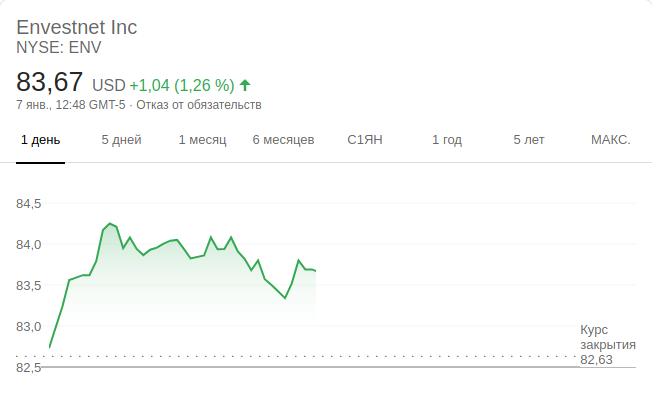 Envestnet Inc
NYSE: ENV
83,67 USD +1,04 (1,26 %)
7 янв., 12:48 GMT-5 · Отказ от обязательств
1 день 5 дней 1 месяц 6 месяцев С1ЯН 1 год 5 лет МАКС.
84,5
84,0
83,5
83,0
Курс
закрытия
82,63
82,5